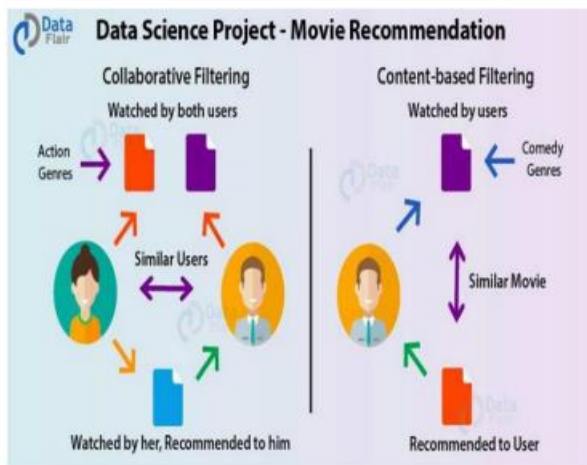 Data
Flair
Data Science Project - Movie Recommendation
Collaborative Filtering
Watched by both users
Action
Genres
Similar Users
Watched by her, Recommended to him
Content-based Filtering
Watched by users
Comedy
Genres
Similar Movie
Recommended to User